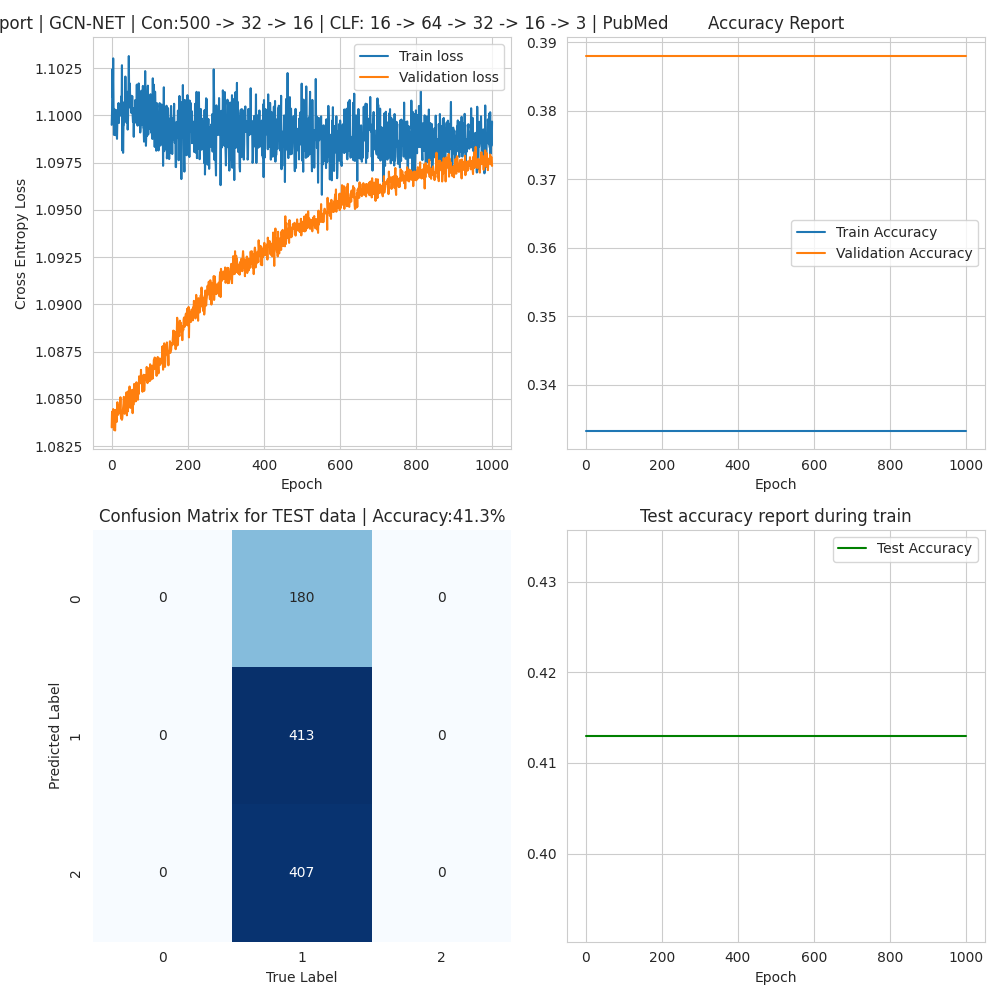 port | GCN-NET | Con:500 -> 32 -> 16 | CLF: 16 -> 64 -> 32 -> 16 -> 3 | PubMed
Train loss
Validation loss
1.1025
1.1000
1.0975
1.0950
1.0925
1.0900
1.0875
1.0850
1.0825
Cross Entropy Loss
0 200 400 600 800 1000
Epoch
Accuracy Report
0.39
0.38
0.37
0.36
0.35
0.34
Train Accuracy
Validation Accuracy
0 200 400 600 800 1000
Epoch
Confusion Matrix for TEST data | Accuracy:41.3%
Predicted Label
0 0 180 0
1 0 413 0
2 0 407 0
0 1 2
True Label
Test accuracy report during train
Test Accuracy
0.43
0.42
0.41
0.40
0 200 400 600 800 1000
Epoch